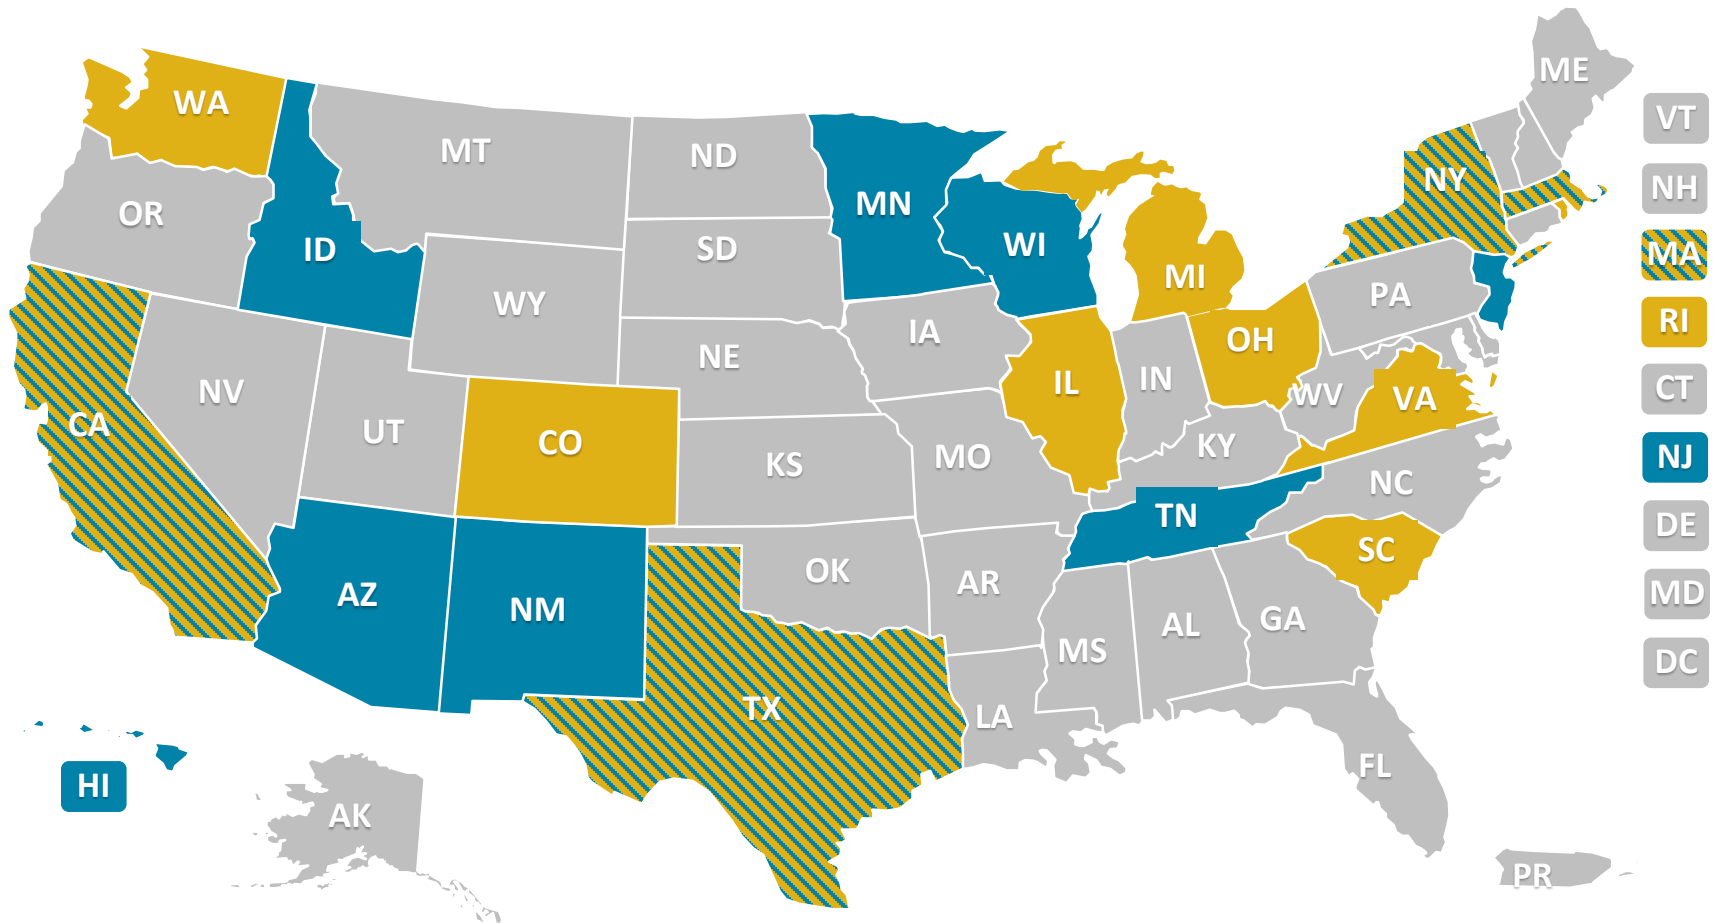 ME
WA
VT
MT
ND
NH
NY
MN
OR
WI
ID
SD
MA
MI
PA
WY
RI
IA
OH
NE
IN
IL
CT
NV
WV
VA
UT
CO
KY
MO
NJ
KS
NC
TN
DE
SC
OK
AR
AZ
MD
NM
GA
AL
MS
DC
TX
LA
FL
HI
AK
PR
CA